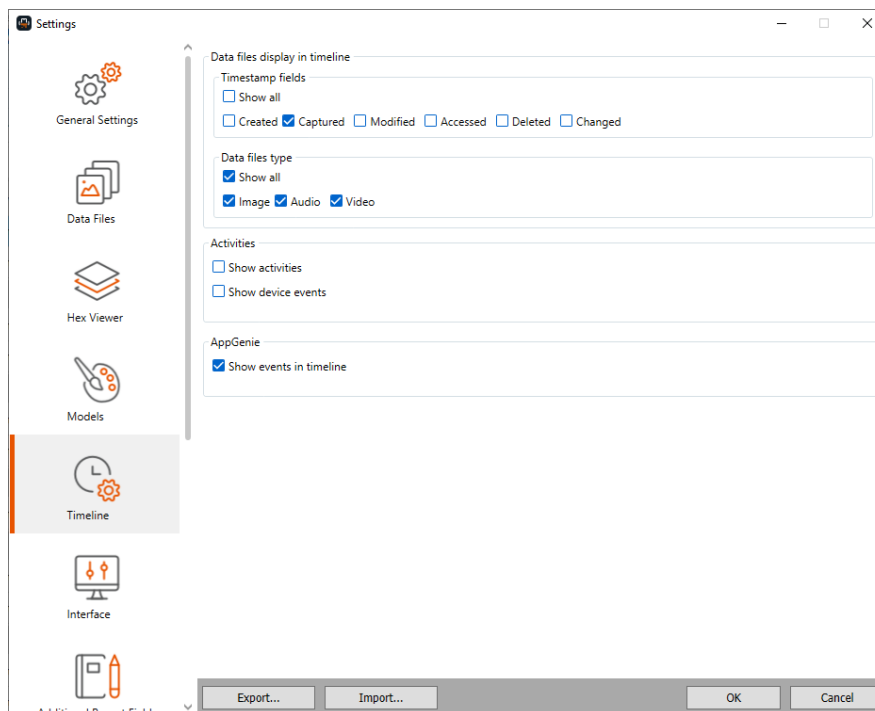 Settings
General Settings
Data Files
Hex Viewer
Models
Timeline
Interface
Data files display in timeline
Timestamp fields
Show all
Created Captured Modified Accessed Deleted Changed
Data files type
Show all
Image Audio Video
Activities
Show activities
Show device events
AppGenie
Show events in timeline
Export... Import... OK Cancel